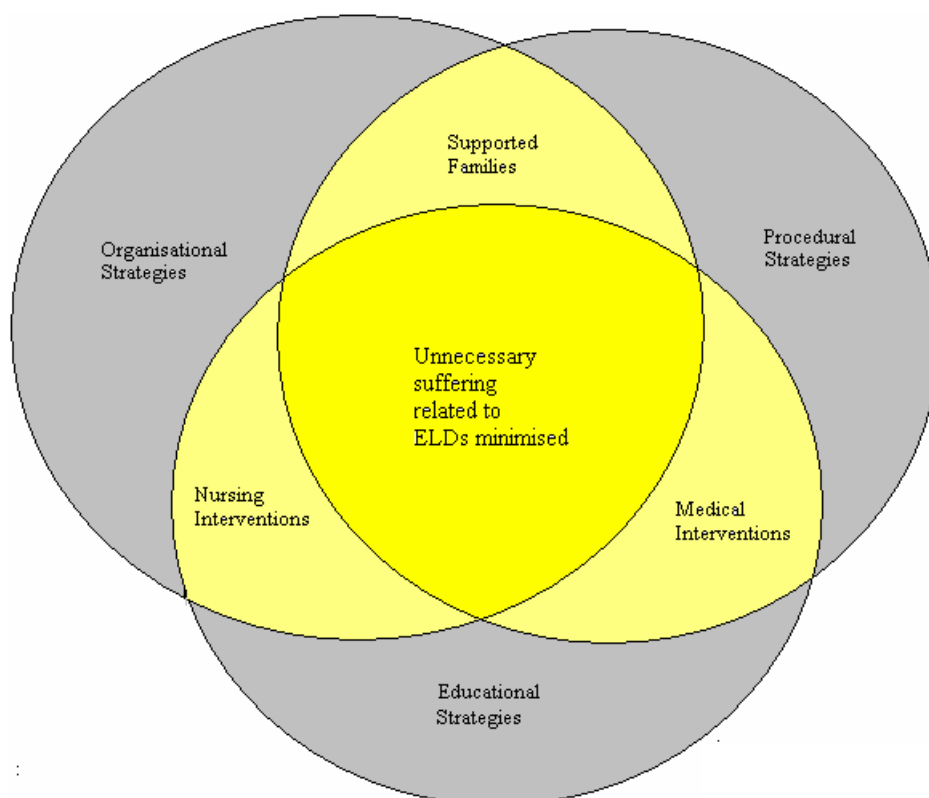 Supported
Families
Organisational
Strategies
Procedural
Strategies
Unnecessary
suffering
related to
ELDs minimised
Nursing
Interventions
Medical
Interventions
Educational
Strategies
: